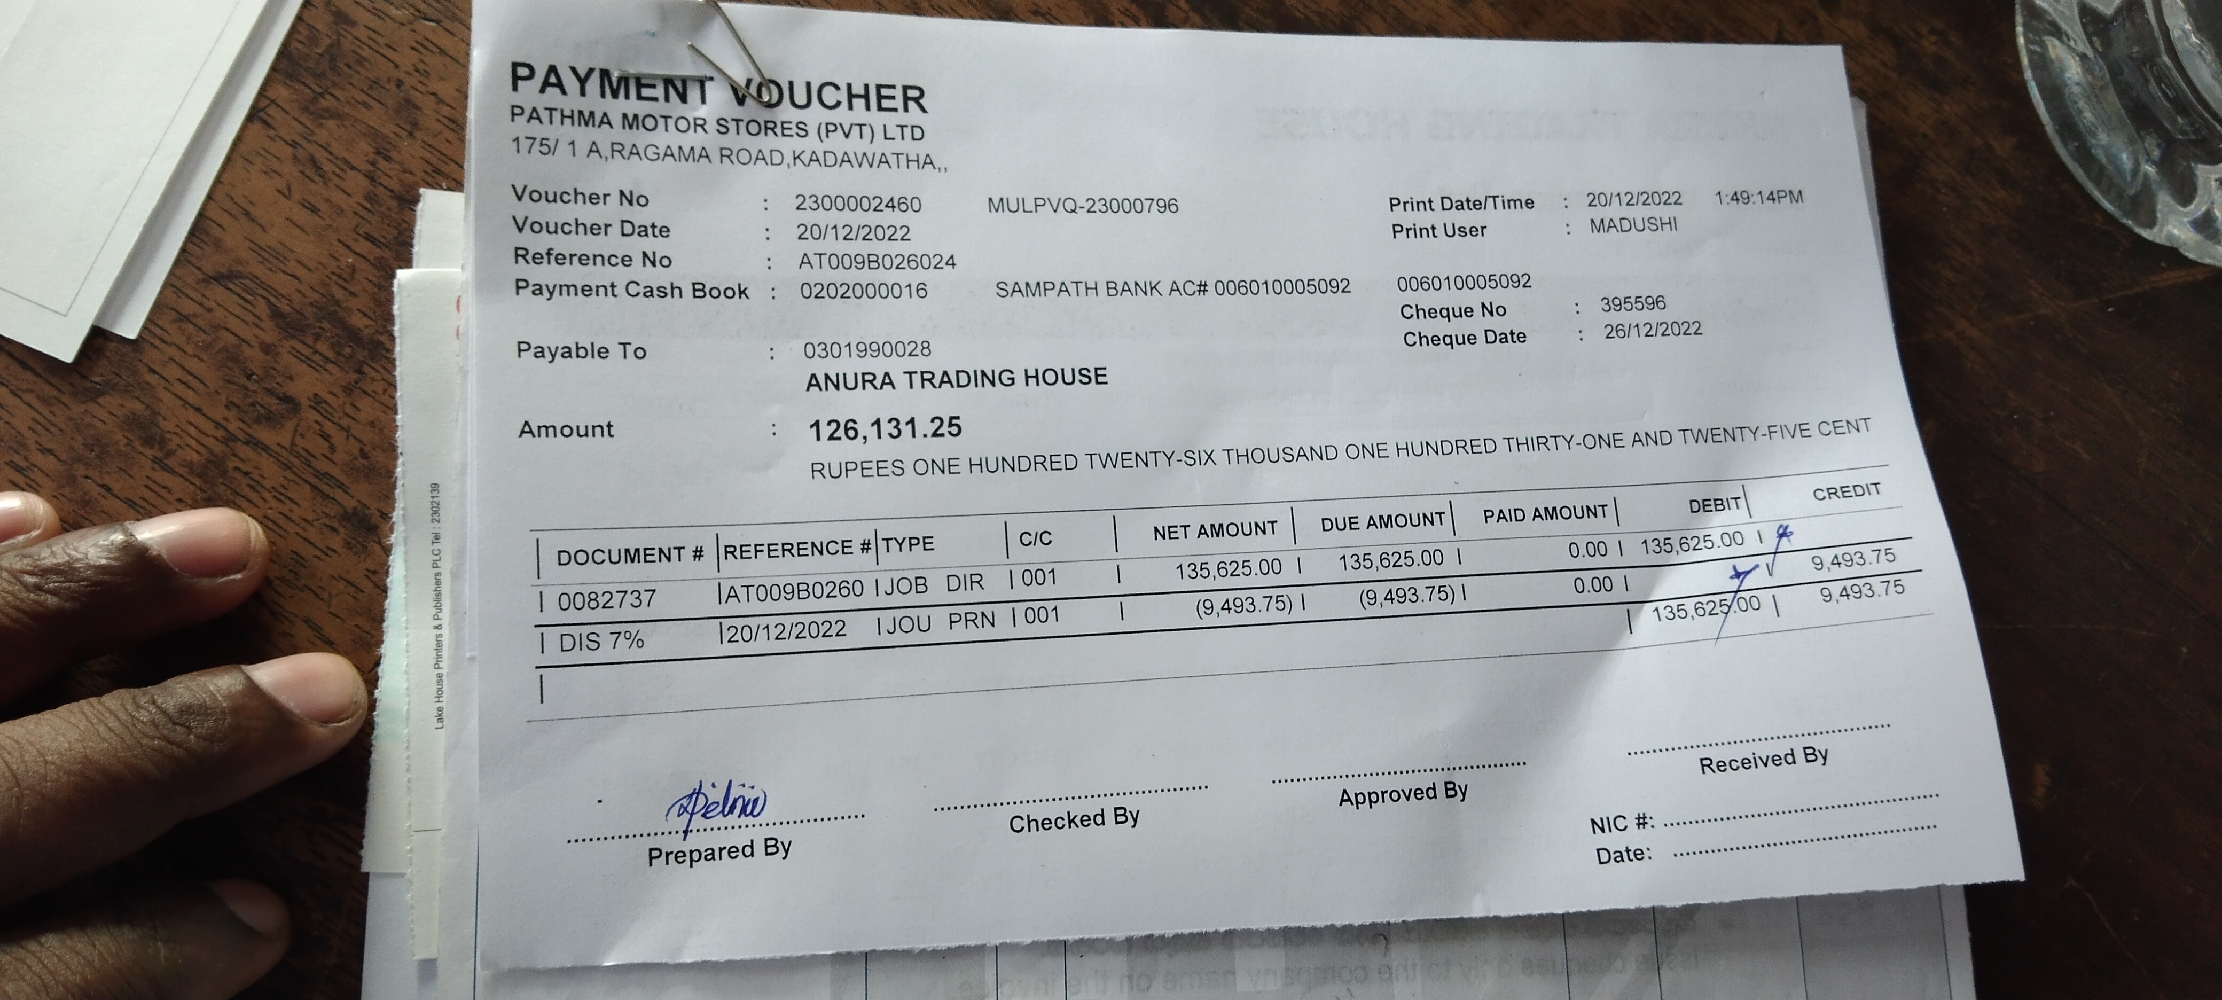 PAYMENT VOUCHER
PATHMA MOTOR STORES (PVT) LTD
175/ 1 A,RAGAMA ROAD,KADAWATHA,,
Voucher No : 2300002460 MULPVQ-23000796 Print Date/Time : 20/12/2022 1:49:14PM
Voucher Date : 20/12/2022 Print User : MADUSHI
Reference No : AT009B026024
Payment Cash Book : 0202000016 SAMPATH BANK AC# 006010005092 006010005092
Cheque No : 395596
Payable To : 0301990028 Cheque Date : 26/12/2022
ANURA TRADING HOUSE
Amount : 126,131.25
RUPEES ONE HUNDRED TWENTY-SIX THOUSAND ONE HUNDRED THIRTY-ONE AND TWENTY-FIVE CENT
DOCUMENT # REFERENCE # TYPE C/C NET AMOUNT DUE AMOUNT PAID AMOUNT DEBIT CREDIT
0082737 AT009B0260 JOB DIR 001 135,625.00 135,625.00 0.00 135,625.00
DIS 7% 20/12/2022 JOU PRN 001 (9,493.75) (9,493.75) 0.00 9,493.75
135,625.00 9,493.75
Prepared By Checked By Approved By Received By
NIC #:
Date:
Lake House Printers & Publishers PLC Tel : 2302139